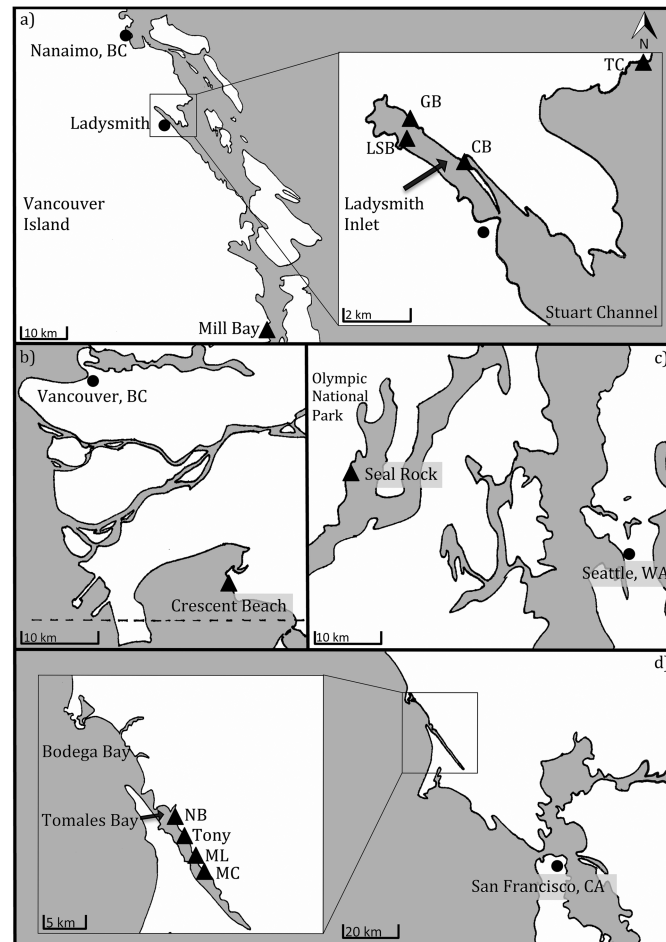 a)
Nanaimo, BC
Ladysmith
Vancouver
Island
Mill Bay
10 km
N
TC
GB
LSB
CB
Ladysmith
Inlet
Stuart Channel
2 km
b)
Vancouver, BC
Crescent Beach
10 km
c)
Olympic
National
Park
Seal Rock
Seattle, WA
10 km
d)
Bodega Bay
Tomales Bay
NB
Tony
ML
MC
5 km
San Francisco, CA
20 km